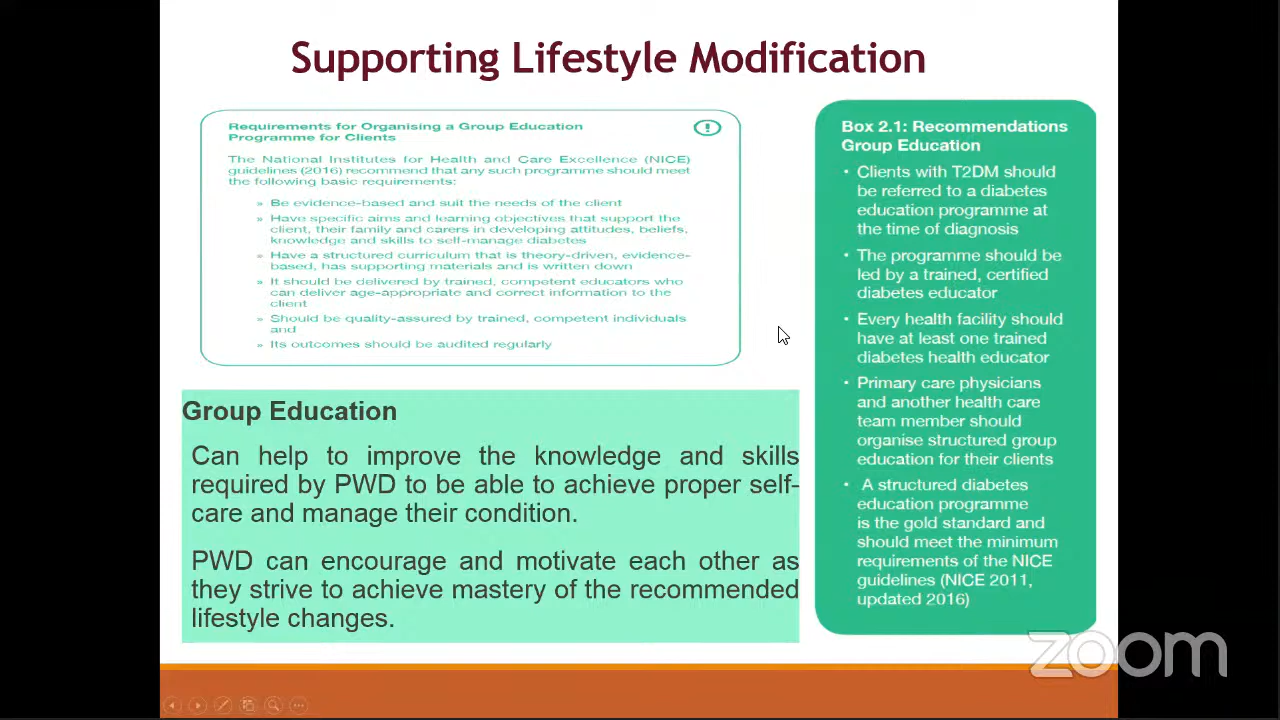 Supporting Lifestyle Modification
Requirements for Organising a Group Education
Programme for Clients
The National Institutes for Health and Care Excellence (NICE)
guidelines (2016) recommend that any such programme should meet
the following basic requirements:
» Be evidence-based and suit the needs of the client
» Have specific aims and learning objectives that support the
client, their family and carers in developing attitudes, beliefs,
knowledge and skills to self-manage diabetes
» Have a structured curriculum that is theory-driven, evidence-
based, has supporting materials and is written down
» It should be delivered by trained, competent educators who
can deliver age-appropriate and correct information to the
client
» Should be quality-assured by trained, competent individuals
and
» Its outcomes should be audited regularly
Group Education
Can help to improve the knowledge and skills
required by PWD to be able to achieve proper self-
care and manage their condition.
PWD can encourage and motivate each other as
they strive to achieve mastery of the recommended
lifestyle changes.
Box 2.1: Recommendations
Group Education
• Clients with T2DM should
be referred to a diabetes
education programme at
the time of diagnosis
• The programme should be
led by a trained, certified
diabetes educator
• Every health facility should
have at least one trained
diabetes health educator
• Primary care physicians
and another health care
team member should
organise structured group
education for their clients
• A structured diabetes
education programme
is the gold standard and
should meet the minimum
requirements of the NICE
guidelines (NICE 2011,
updated 2016)
zoom